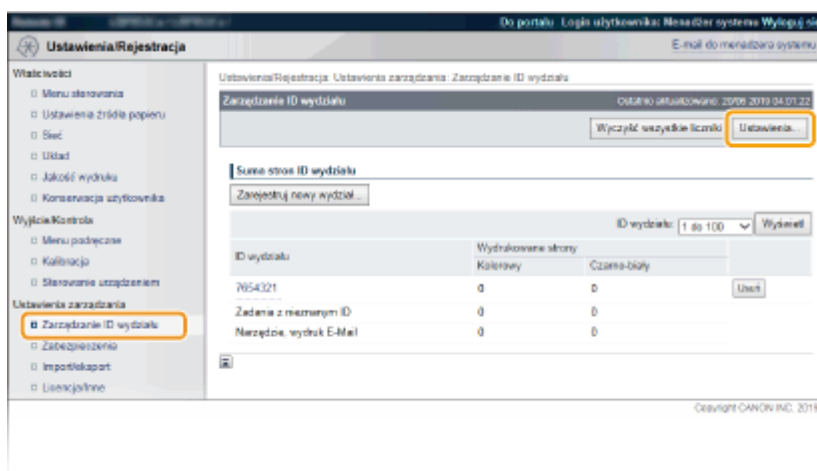 Do portalu Login użytkownika: Menadżer systemu Wyloguj się
Ustawienia/Rejestracja
E-mail do menadżera systemu
Właściwości
Menu sterowania
Ustawienia źródła papieru
Sieć
Układ
Jakość wydruku
Konserwacja użytkownika
Wyjście/Kontrola
Menu podręczne
Kalibracja
Sterowanie urządzeniem
Ustawienia zarządzania
Zarządzanie ID wydziału
Zabezpieczenia
Import/eksport
Licencja/Inne
Ustawienia/Rejestracja: Ustawienia zarządzania: Zarządzanie ID wydziału
Zarządzanie ID wydziału
Ostatnio aktualizowano: 20/06 2019 04:01:22
Wyczyść wszystkie liczniki
Ustawienia...
Suma stron ID wydziału
Zarejestruj nowy wydział...
ID wydziału: 1 do 100 Wyświetl
ID wydziału
Wydrukowane strony
Kolorowy
Czarno-biały
7654321 0 0 Usuń
Zadania z nieznanym ID 0 0
Narzędzie, wydruk E-Mail 0 0
Copyright CANON INC. 2019